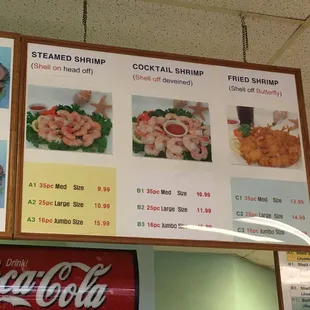 STEAMED SHRIMP
(Shell on head off)
A1 35pc Med Size 9.99
A2 25pc Large Size 10.99
A3 16pc Jumbo Size 15.99
COCKTAIL SHRIMP
(Shell off deveined)
B1 35pc Med Size 10.99
B2 25pc Large Size 11.99
B3 16pc Jumbo Size
FRIED SHRIMP
(Shell off Butterfly)
C1 35pc Med Size
C2 25pc Large Size
C3 16pc Jumbo Size
Drink!
Coca-Cola